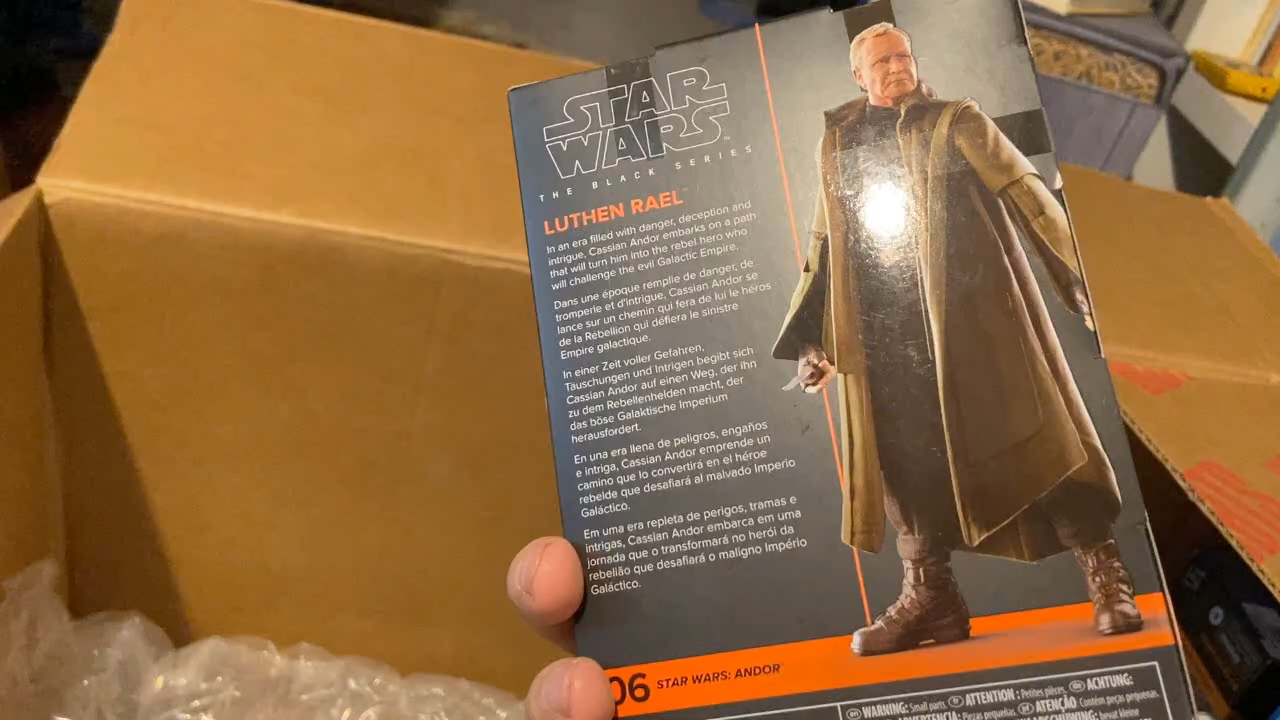 STAR
WARS™
THE BLACK SERIES
LUTHEN RAEL™
In an era filled with danger, deception and
intrigue, Cassian Andor embarks on a path
that will turn him into the rebel hero who
will challenge the evil Galactic Empire.
Dans une époque remplie de danger, de
tromperie et d'intrigue, Cassian Andor se
lance sur un chemin qui fera de lui le héros
de la Rébellion qui défiera le sinistre
Empire galactique.
In einer Zeit voller Gefahren,
Täuschungen und Intrigen begibt sich
Cassian Andor auf einen Weg, der ihn
zu dem Rebellenhelden macht, der
das böse Galaktische Imperium
herausfordert.
En una era llena de peligros, engaños
e intriga, Cassian Andor emprende un
camino que lo convertirá en el héroe
rebelde que desafiará al malvado Imperio
Galáctico.
Em uma era repleta de perigos, tramas e
intrigas, Cassian Andor embarca em uma
jornada que o transformará no herói da
rebelião que desafiará o maligno Império
Galáctico.
06 STAR WARS: ANDOR™
WARNING: Small parts. ATTENTION : Petites pièces. ACHTUNG:
ADVERTENCIA: Piezas pequeñas. ATENÇÃO Contém peças pequenas.